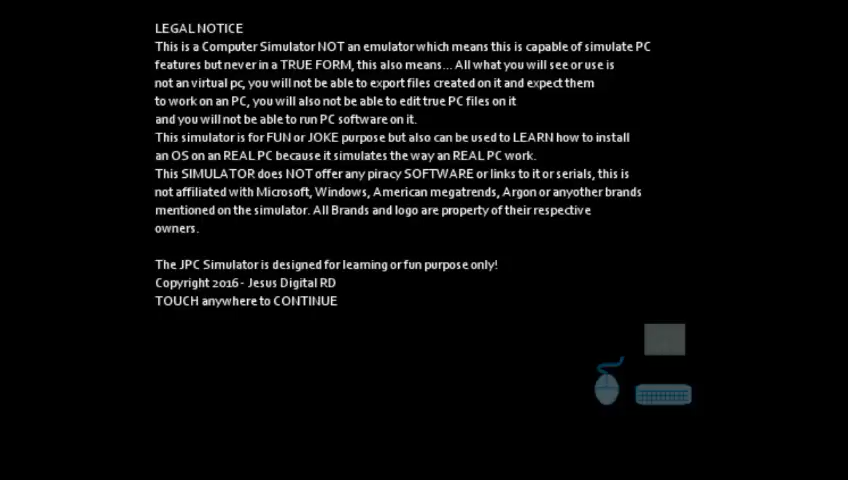 LEGAL NOTICE
This is a Computer Simulator NOT an emulator which means this is capable of simulate PC
features but never in a TRUE FORM, this also means... All what you will see or use is
not an virtual pc, you will not be able to export files created on it and expect them
to work on an PC, you will also not be able to edit true PC files on it
and you will not be able to run PC software on it.
This simulator is for FUN or JOKE purpose but also can be used to LEARN how to install
an OS on an REAL PC because it simulates the way an REAL PC work.
This SIMULATOR does NOT offer any piracy SOFTWARE or links to it or serials, this is
not affiliated with Microsoft, Windows, American megatrends, Argon or anyother brands
mentioned on the simulator. All Brands and logo are property of their respective
owners.
The JPC Simulator is designed for learning or fun purpose only!
Copyright 2016 - Jesus Digital RD
TOUCH anywhere to CONTINUE